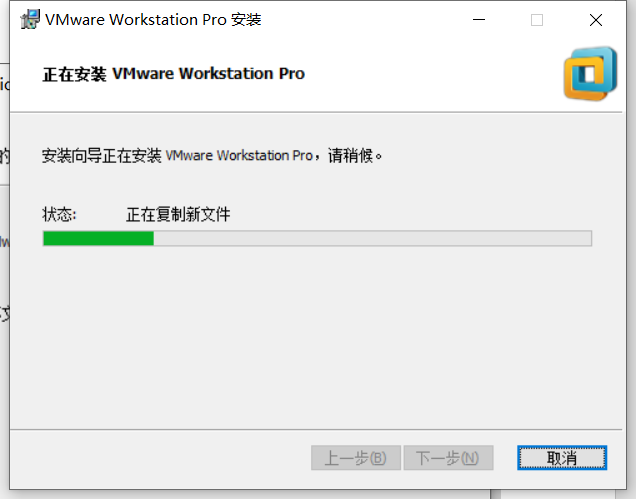 VMware Workstation Pro 安装
正在安装 VMware Workstation Pro
安装向导正在安装 VMware Workstation Pro，请稍候。
状态: 正在复制新文件
上一步(B) 下一步(N) 取消